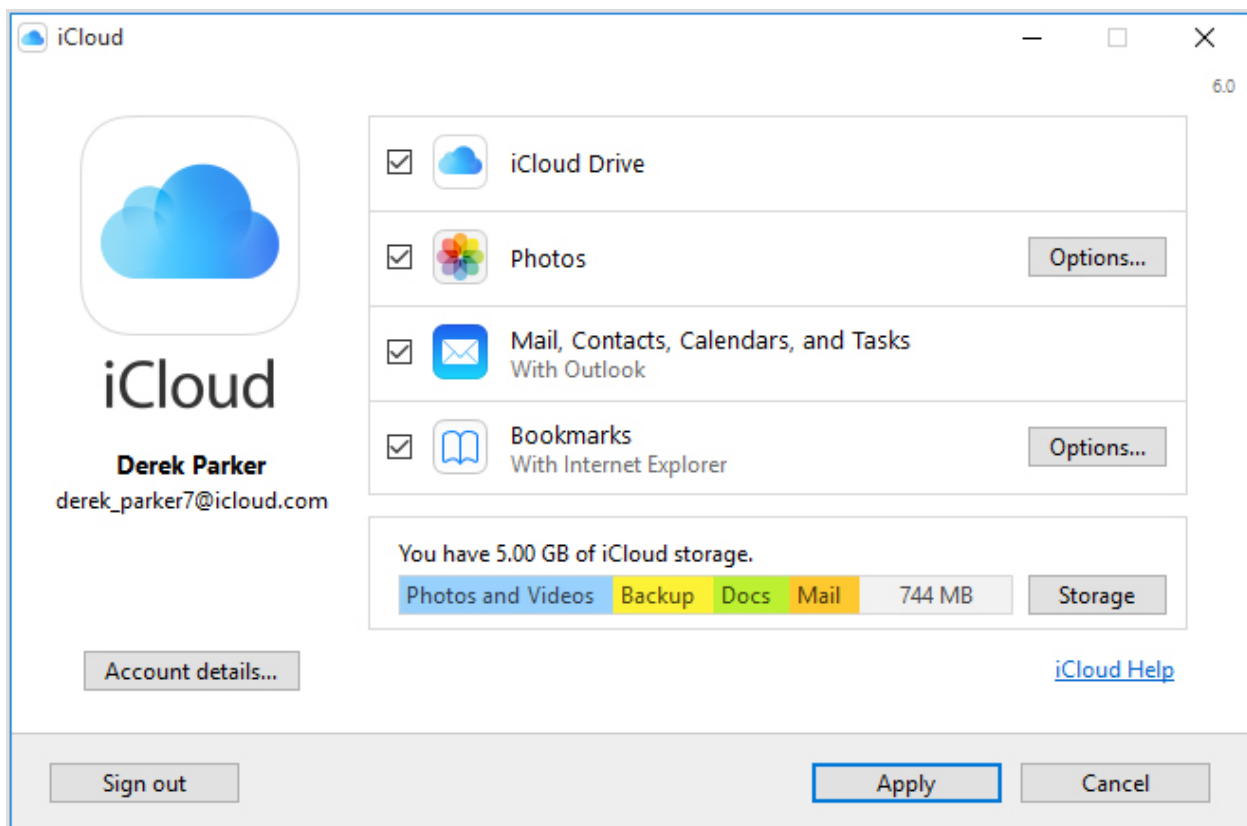 iCloud
6.0
iCloud Drive
Photos
Options...
Mail, Contacts, Calendars, and Tasks
With Outlook
Bookmarks
With Internet Explorer
Options...
iCloud
Derek Parker
derek_parker7@icloud.com
You have 5.00 GB of iCloud storage.
Photos and Videos Backup Docs Mail 744 MB Storage
Account details...
iCloud Help
Sign out Apply Cancel